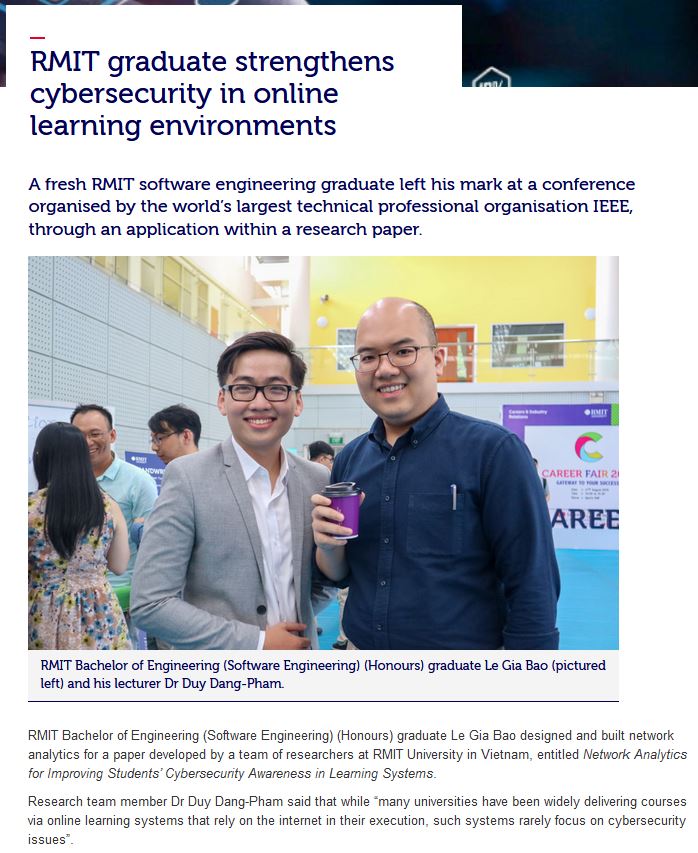 RMIT graduate strengthens
cybersecurity in online
learning environments
A fresh RMIT software engineering graduate left his mark at a conference
organised by the world's largest technical professional organisation IEEE,
through an application within a research paper.
RMIT
Careers & Industry
Relations
RMIT
CAREER FAIR 20
GATEWAY TO YOUR SUCCESS
AREE
RMIT Bachelor of Engineering (Software Engineering) (Honours) graduate Le Gia Bao (pictured
left) and his lecturer Dr Duy Dang-Pham.
RMIT Bachelor of Engineering (Software Engineering) (Honours) graduate Le Gia Bao designed and built network
analytics for a paper developed by a team of researchers at RMIT University in Vietnam, entitled Network Analytics
for Improving Students' Cybersecurity Awareness in Learning Systems.
Research team member Dr Duy Dang-Pham said that while “many universities have been widely delivering courses
via online learning systems that rely on the internet in their execution, such systems rarely focus on cybersecurity
issues”.